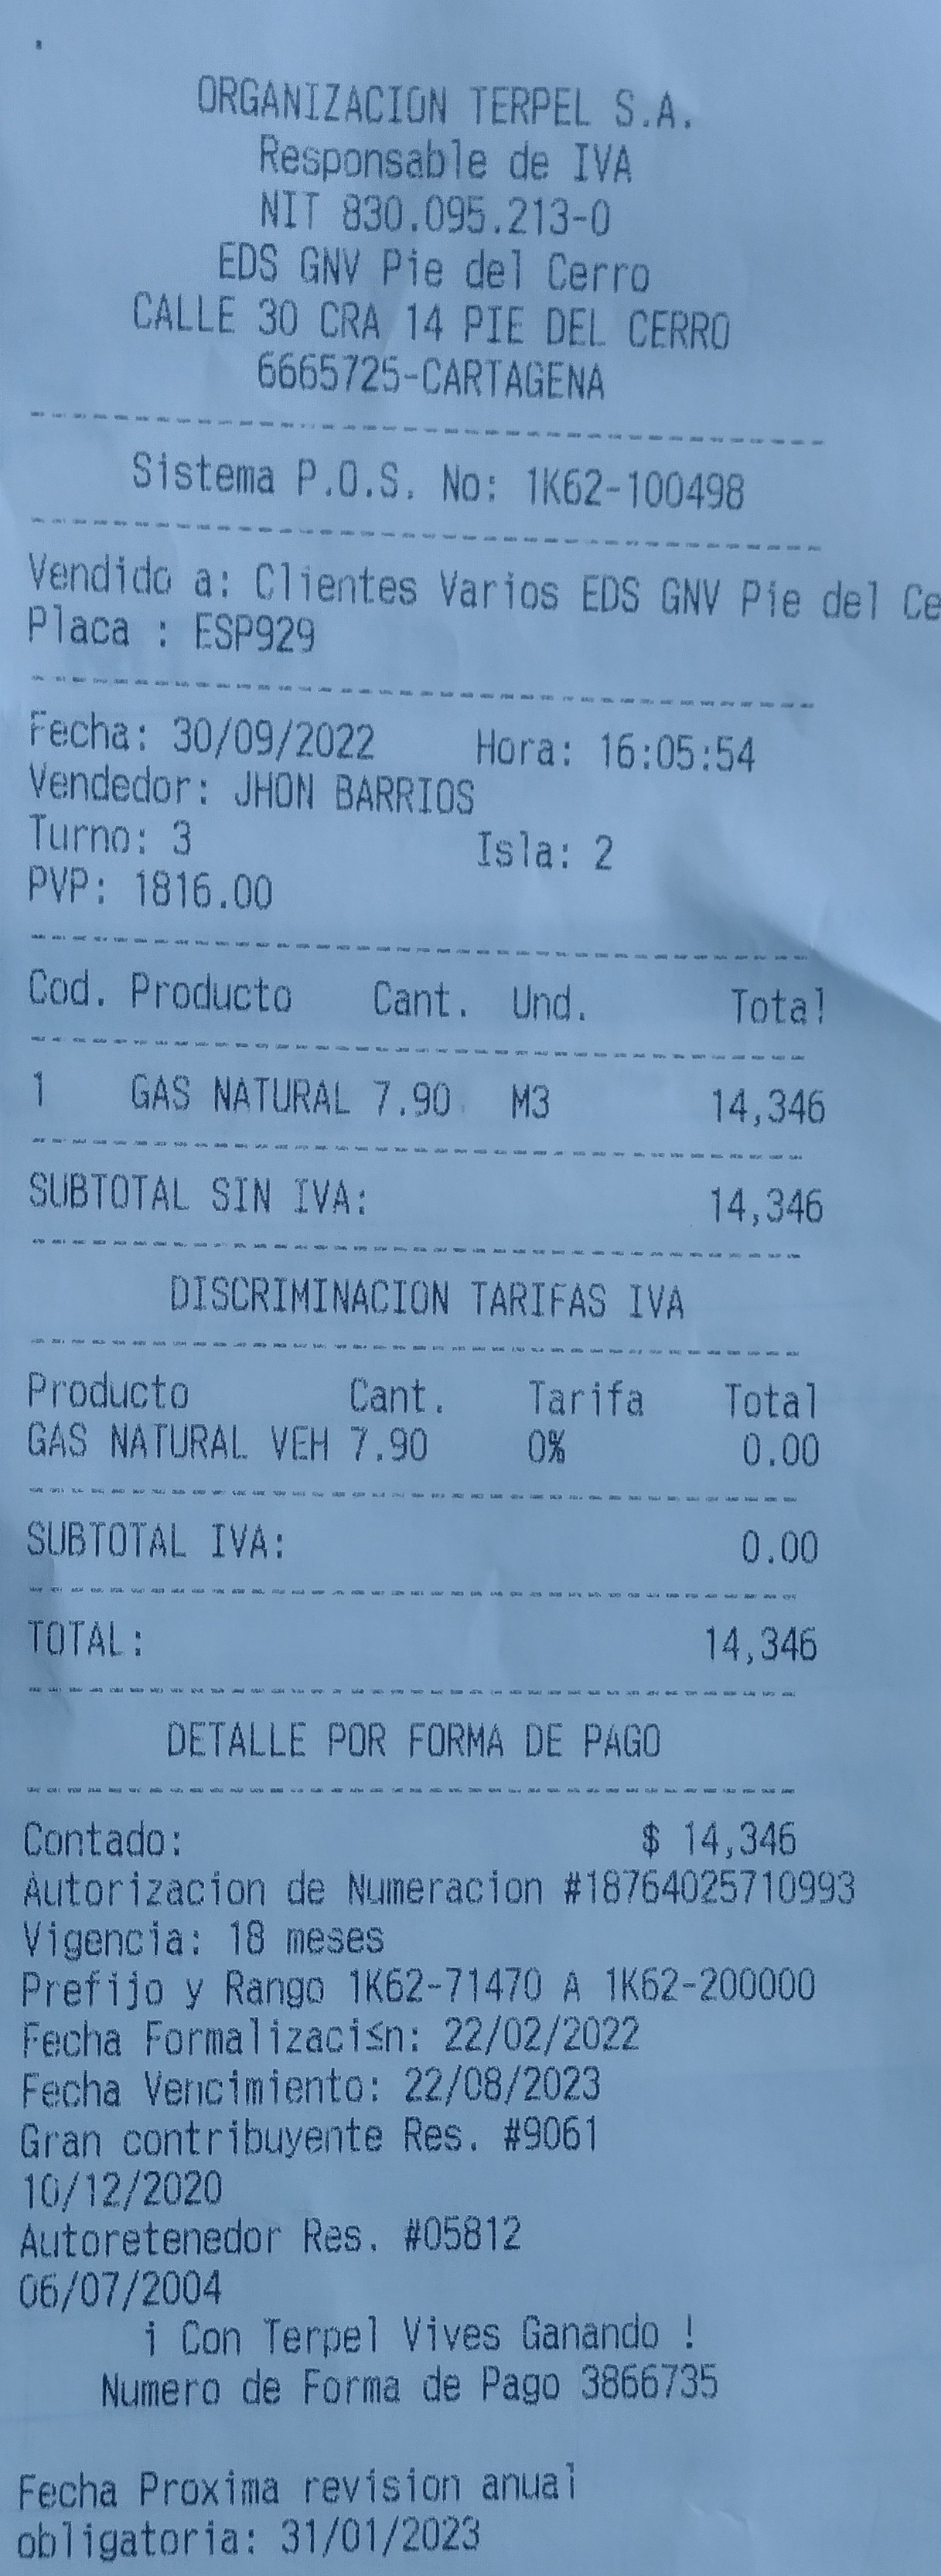 ORGANIZACION TERPEL S.A.
Responsable de IVA
NIT 830.095.213-0
EDS GNV Pie del Cerro
CALLE 30 CRA 14 PIE DEL CERRO
6665725-CARTAGENA
Sistema P.O.S. No: 1K62-100498
Vendido a: Clientes Varios EDS GNV Pie del Ce
Placa : ESP929
Fecha: 30/09/2022 Hora: 16:05:54
Vendedor: JHON BARRIOS
Turno: 3 Isla: 2
PVP: 1816.00
Cod. Producto Cant. Und. Total
1 GAS NATURAL 7.90 M3 14,346
SUBTOTAL SIN IVA: 14,346
DISCRIMINACION TARIFAS IVA
Producto Cant. Tarifa Total
GAS NATURAL VEH 7.90 0% 0.00
SUBTOTAL IVA: 0.00
TOTAL: 14,346
DETALLE POR FORMA DE PAGO
Contado: $ 14,346
Autorizacion de Numeracion #18764025710993
Vigencia: 18 meses
Prefijo y Rango 1K62-71470 A 1K62-200000
Fecha Formalizaci≤n: 22/02/2022
Fecha Vencimiento: 22/08/2023
Gran contribuyente Res. #9061
10/12/2020
Autoretenedor Res. #05812
06/07/2004
¡ Con Terpel Vives Ganando !
Numero de Forma de Pago 3866735
Fecha Proxima revision anual
obligatoria: 31/01/2023